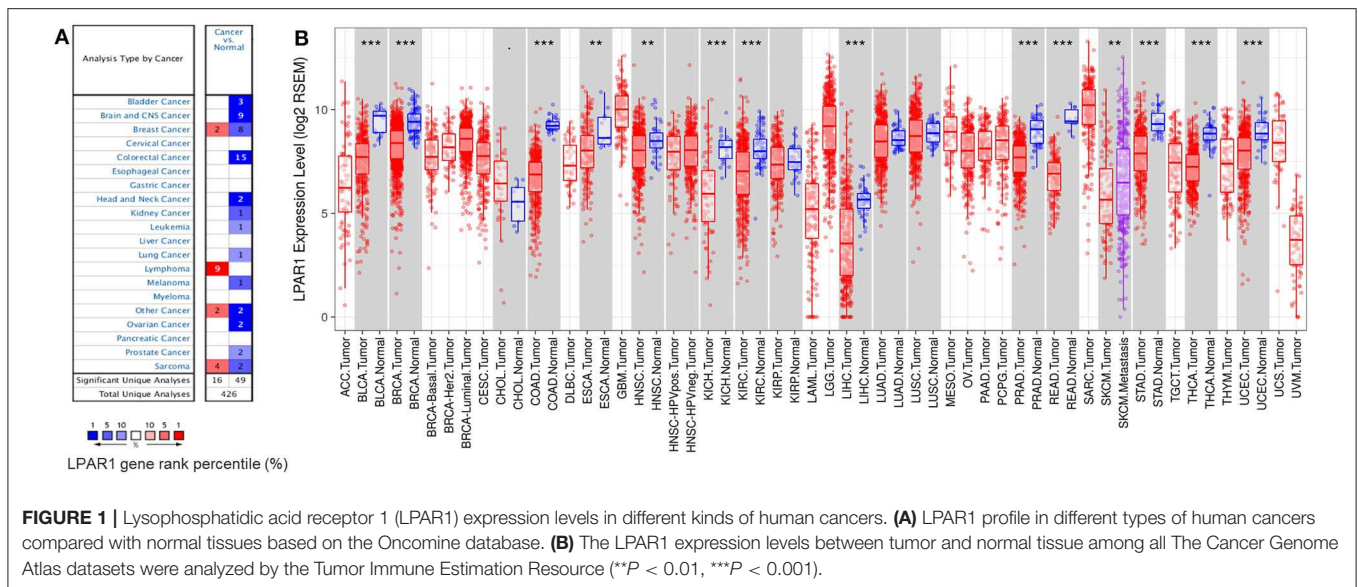 A
Analysis Type by Cancer
Cancer
vs.
Normal
Bladder Cancer 3
Brain and CNS Cancer 9
Breast Cancer 2 8
Cervical Cancer
Colorectal Cancer 15
Esophageal Cancer
Gastric Cancer
Head and Neck Cancer 2
Kidney Cancer 1
Leukemia 1
Liver Cancer
Lung Cancer 1
Lymphoma 9
Melanoma 1
Myeloma
Other Cancer 2 2
Ovarian Cancer 2
Pancreatic Cancer
Prostate Cancer 2
Sarcoma 4 2
Significant Unique Analyses 16 49
Total Unique Analyses 426
1 5 10 10 5 1
%
LPAR1 gene rank percentile (%)
B
*** *** . *** ** ** *** *** *** *** *** ** *** *** ***
LPAR1 Expression Level (log2 RSEM)
10
5
0
ACC.Tumor
BLCA.Tumor
BLCA.Normal
BRCA.Tumor
BRCA.Normal
BRCA-Basal.Tumor
BRCA-Her2.Tumor
BRCA-Luminal.Tumor
CESC.Tumor
CHOL.Tumor
CHOL.Normal
COAD.Tumor
COAD.Normal
DLBC.Tumor
ESCA.Tumor
ESCA.Normal
GBM.Tumor
HNSC.Tumor
HNSC.Normal
HNSC-HPVpos.Tumor
HNSC-HPVneg.Tumor
KICH.Tumor
KICH.Normal
KIRC.Tumor
KIRC.Normal
KIRP.Tumor
KIRP.Normal
LAML.Tumor
LGG.Tumor
LIHC.Tumor
LIHC.Normal
LUAD.Tumor
LUAD.Normal
LUSC.Tumor
LUSC.Normal
MESO.Tumor
OV.Tumor
PAAD.Tumor
PCPG.Tumor
PRAD.Tumor
PRAD.Normal
READ.Tumor
READ.Normal
SARC.Tumor
SKCM.Tumor
SKCM.Metastasis
STAD.Tumor
STAD.Normal
TGCT.Tumor
THCA.Tumor
THCA.Normal
THYM.Tumor
UCEC.Tumor
UCEC.Normal
UCS.Tumor
UVM.Tumor
FIGURE 1 | Lysophosphatidic acid receptor 1 (LPAR1) expression levels in different kinds of human cancers. (A) LPAR1 profile in different types of human cancers
compared with normal tissues based on the Oncomine database. (B) The LPAR1 expression levels between tumor and normal tissue among all The Cancer Genome
Atlas datasets were analyzed by the Tumor Immune Estimation Resource (**P < 0.01, ***P < 0.001).